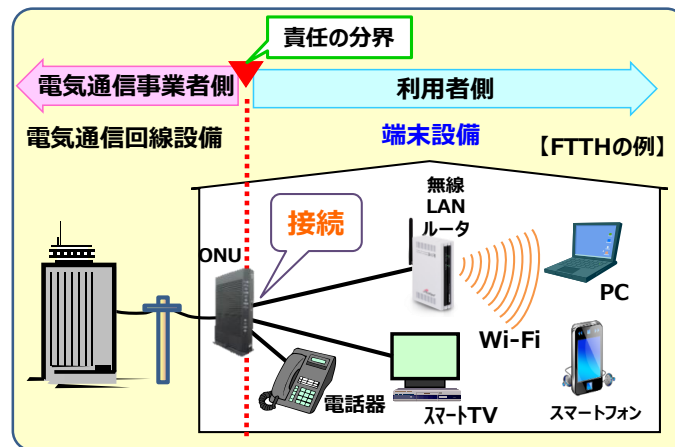 責任の分界
電気通信事業者側
利用者側
電気通信回線設備
端末設備
【FTTHの例】
無線
LAN
ルータ
接続
ONU
PC
Wi-Fi
電話器
スマートTV
スマートフォン